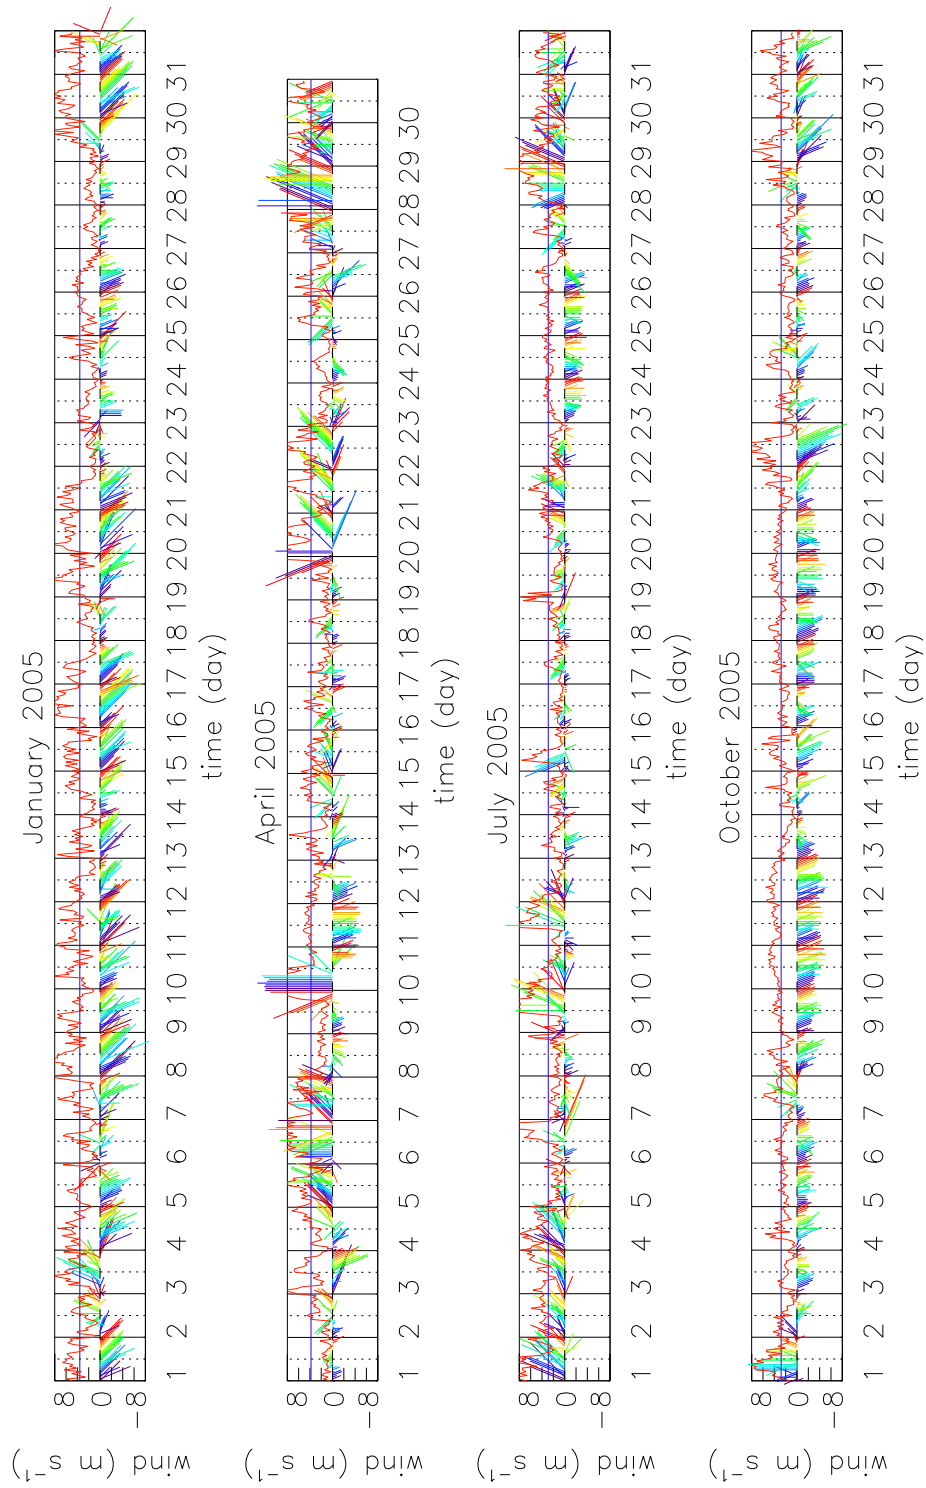 January 2005
wind (m s⁻¹)
8
0
−8
1 2 3 4 5 6 7 8 9 10 11 12 13 14 15 16 17 18 19 20 21 22 23 24 25 26 27 28 29 30 31
time (day)
April 2005
wind (m s⁻¹)
8
0
−8
1 2 3 4 5 6 7 8 9 10 11 12 13 14 15 16 17 18 19 20 21 22 23 24 25 26 27 28 29 30
time (day)
July 2005
wind (m s⁻¹)
8
0
−8
1 2 3 4 5 6 7 8 9 10 11 12 13 14 15 16 17 18 19 20 21 22 23 24 25 26 27 28 29 30 31
time (day)
October 2005
wind (m s⁻¹)
8
0
−8
1 2 3 4 5 6 7 8 9 10 11 12 13 14 15 16 17 18 19 20 21 22 23 24 25 26 27 28 29 30 31
time (day)